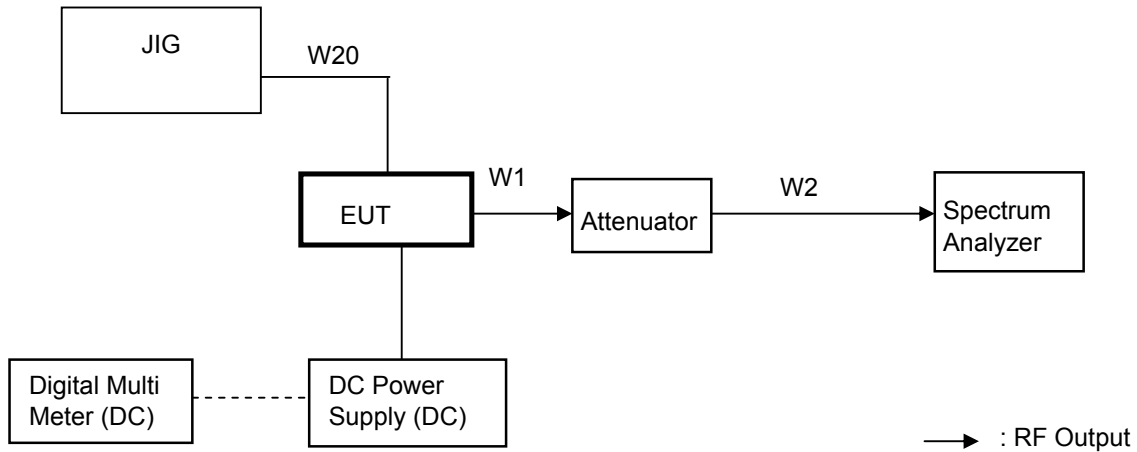 JIG
W20
EUT
W1
Attenuator
W2
Spectrum
Analyzer
Digital Multi
Meter (DC)
DC Power
Supply (DC)
: RF Output